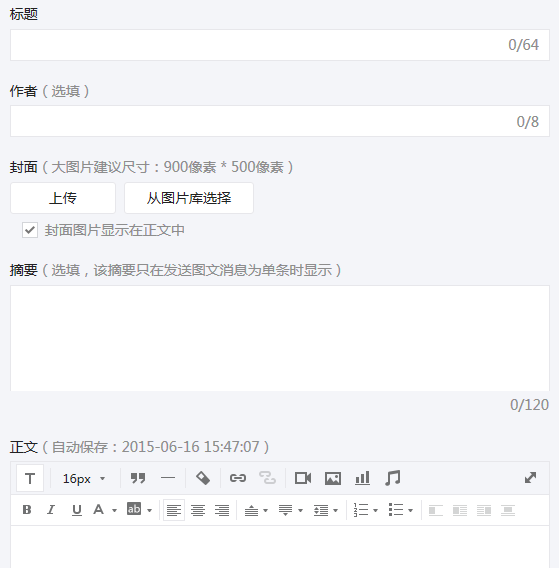 标题
0/64
作者（选填）
0/8
封面（大图片建议尺寸：900像素 * 500像素）
上传 从图片库选择
封面图片显示在正文中
摘要（选填，该摘要只在发送图文消息为单条时显示）
0/120
正文（自动保存：2015-06-16 15:47:07）
T 16px
B I U A ab